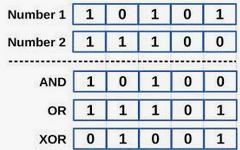 Number 1 1 0 1 0 1
Number 2 1 1 1 0 0
AND 1 0 1 0 0
OR 1 1 1 0 1
XOR 0 1 0 0 1